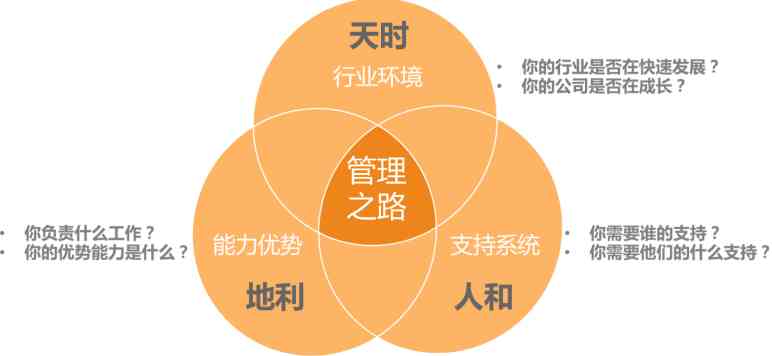 天时
行业环境
• 你的行业是否在快速发展？
• 你的公司是否在成长？
管理
之路
• 你负责什么工作？
• 你的优势能力是什么？
能力优势
地利
支持系统
人和
• 你需要谁的支持？
• 你需要他们的什么支持？